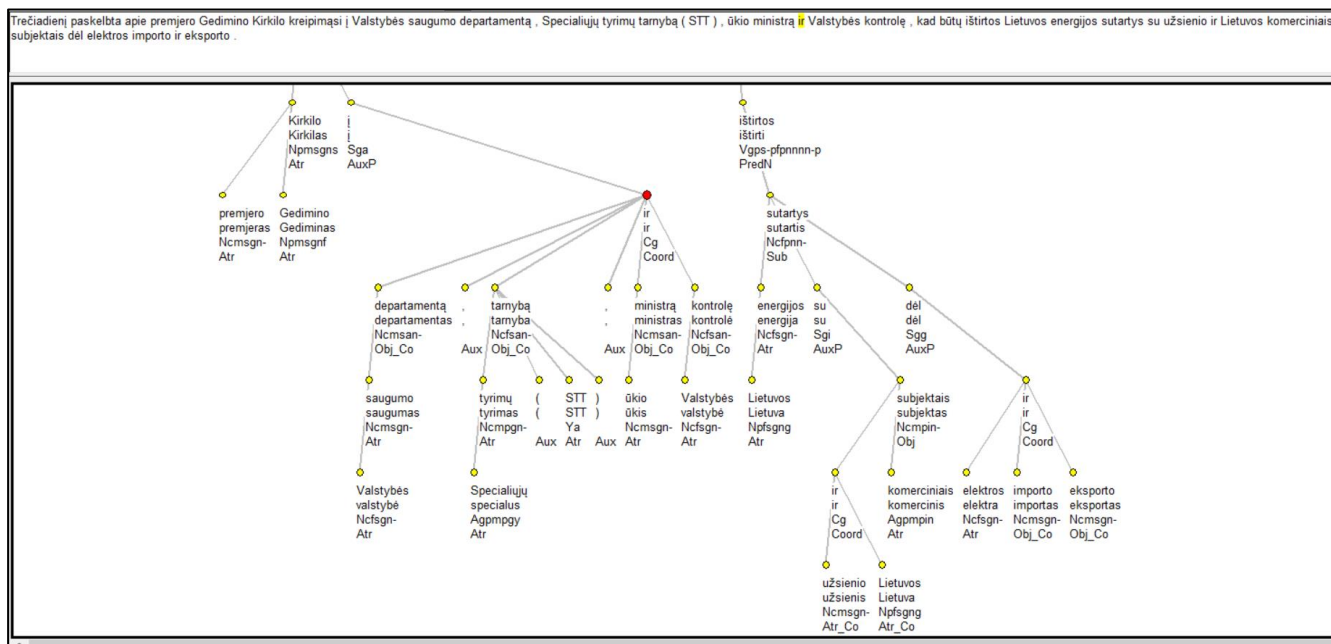 Trečiadienį paskelbta apie premjero Gedimino Kirkilo kreipimąsi į Valstybės saugumo departamentą , Specialiųjų tyrimų tarnybą ( STT ) , ūkio ministrą ir Valstybės kontrolę , kad būtų ištirtos Lietuvos energijos sutartys su užsienio ir Lietuvos komerciniais
subjektais dėl elektros importo ir eksporto .
Kirkilo į ištirtos
Kirkilas į ištirti
Npmsgns Sga Vgps-pfpnnnn-p
Atr AuxP PredN
premjero Gedimino ir sutartys
premjeras Gediminas ir sutartis
Ncmsgn- Npmsgnf Cg Ncfpnn-
Atr Atr Coord Sub
departamentą , tarnybą , ministrą kontrolę energijos su dėl
departamentas , tarnyba , ministras kontrolė energija su dėl
Ncmsan- Ncfsan- Ncmsan- Ncfsan- Ncfsgn- Sgi Sgg
Obj_Co Aux Obj_Co Aux Obj_Co Obj_Co Atr AuxP AuxP
saugumo tyrimų ( STT ) ūkio Valstybės Lietuvos subjektais ir
saugumas tyrimas ( STT ) ūkis valstybė Lietuva subjektas ir
Ncmsgn- Ncmpgn- Ya Ncmsgn- Ncfsgn- Npfsgng Ncmpin- Cg
Atr Atr Aux Atr Aux Atr Atr Atr Obj Coord
Valstybės Specialiųjų ir komerciniais elektros importo eksporto
valstybė specialus ir komercinis elektra importas eksportas
Ncfsgn- Agpmpgy Cg Agpmpin Ncfsgn- Ncmsgn- Ncmsgn-
Atr Atr Coord Atr Atr Obj_Co Obj_Co
užsienio Lietuvos
užsienis Lietuva
Ncmsgn- Npfsgng
Atr_Co Atr_Co